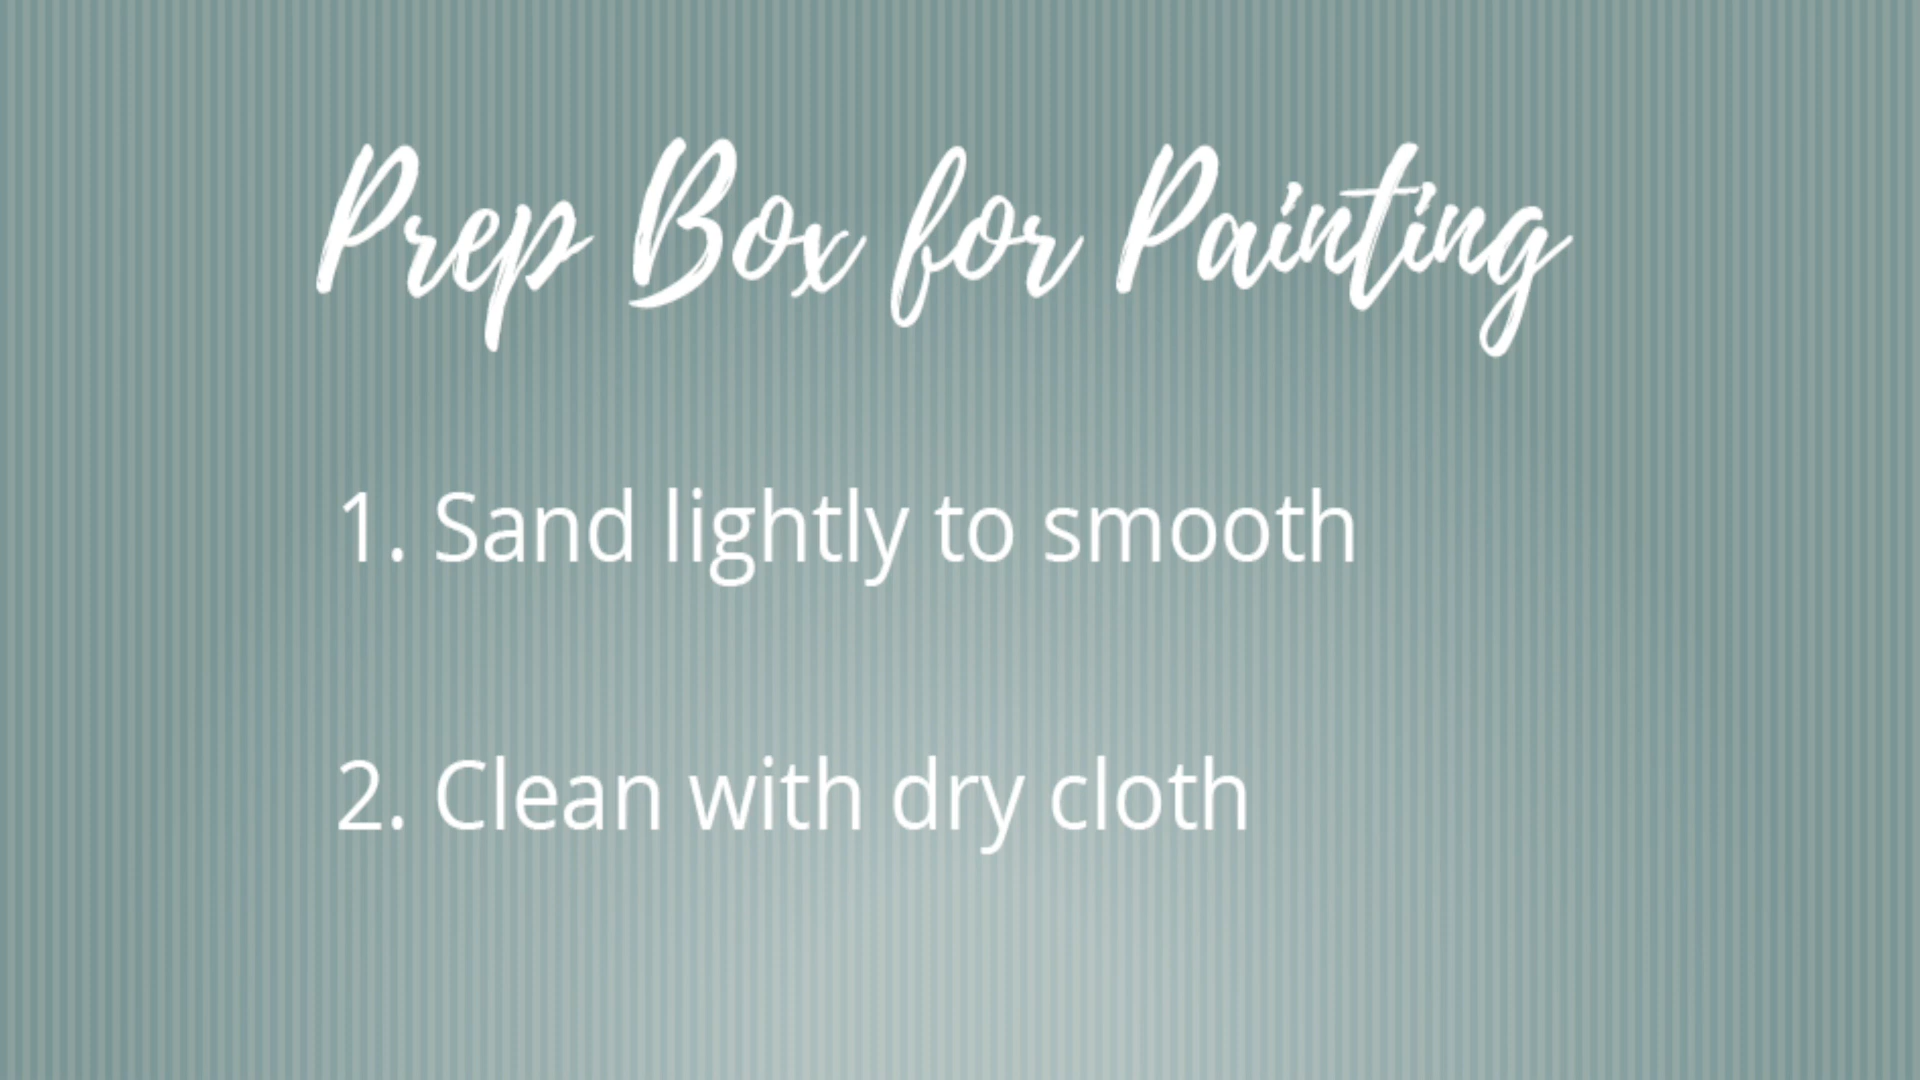 Prep Box for Painting
1. Sand lightly to smooth
2. Clean with dry cloth